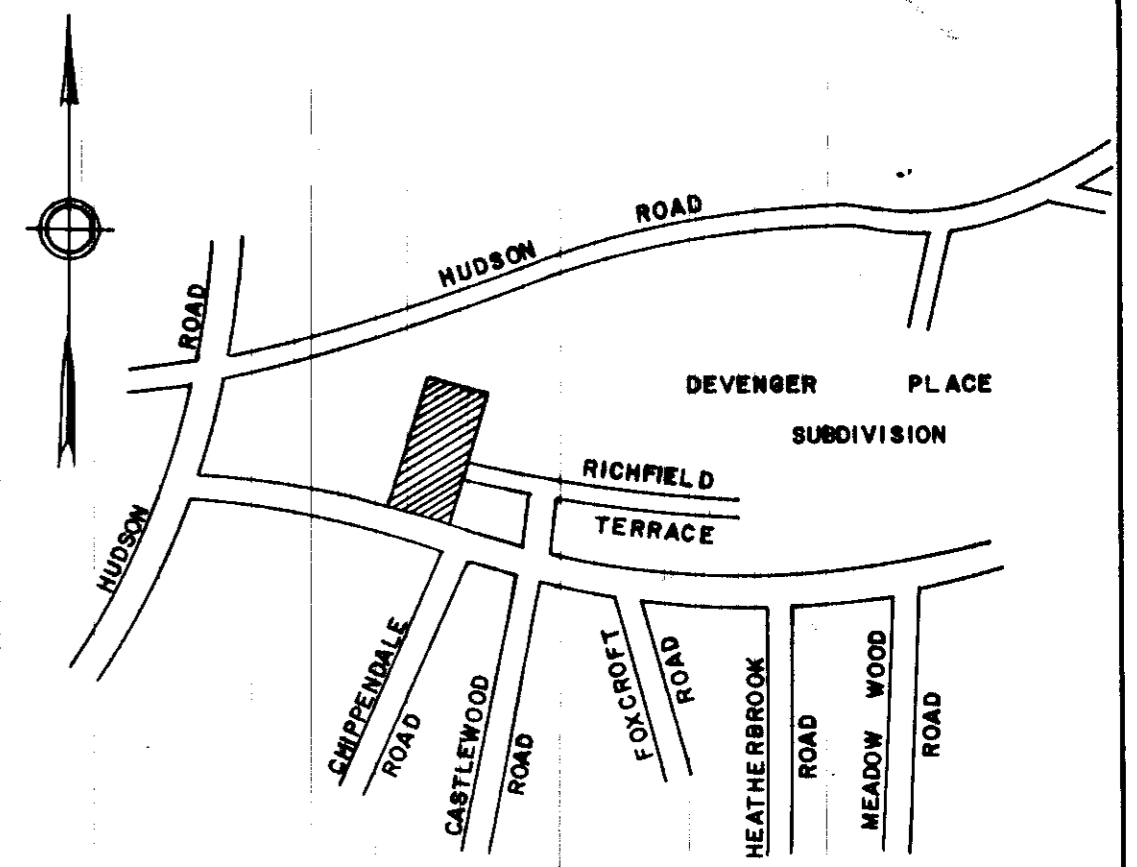 HUDSON ROAD
ROAD
HUDSON
DEVENGER PLACE
SUBDIVISION
RICHFIELD
TERRACE
CHIPPENDALE
ROAD
CASTLEWOOD
ROAD
FOXCROFT
ROAD
HEATHERBROOK
ROAD
MEADOW WOOD
ROAD